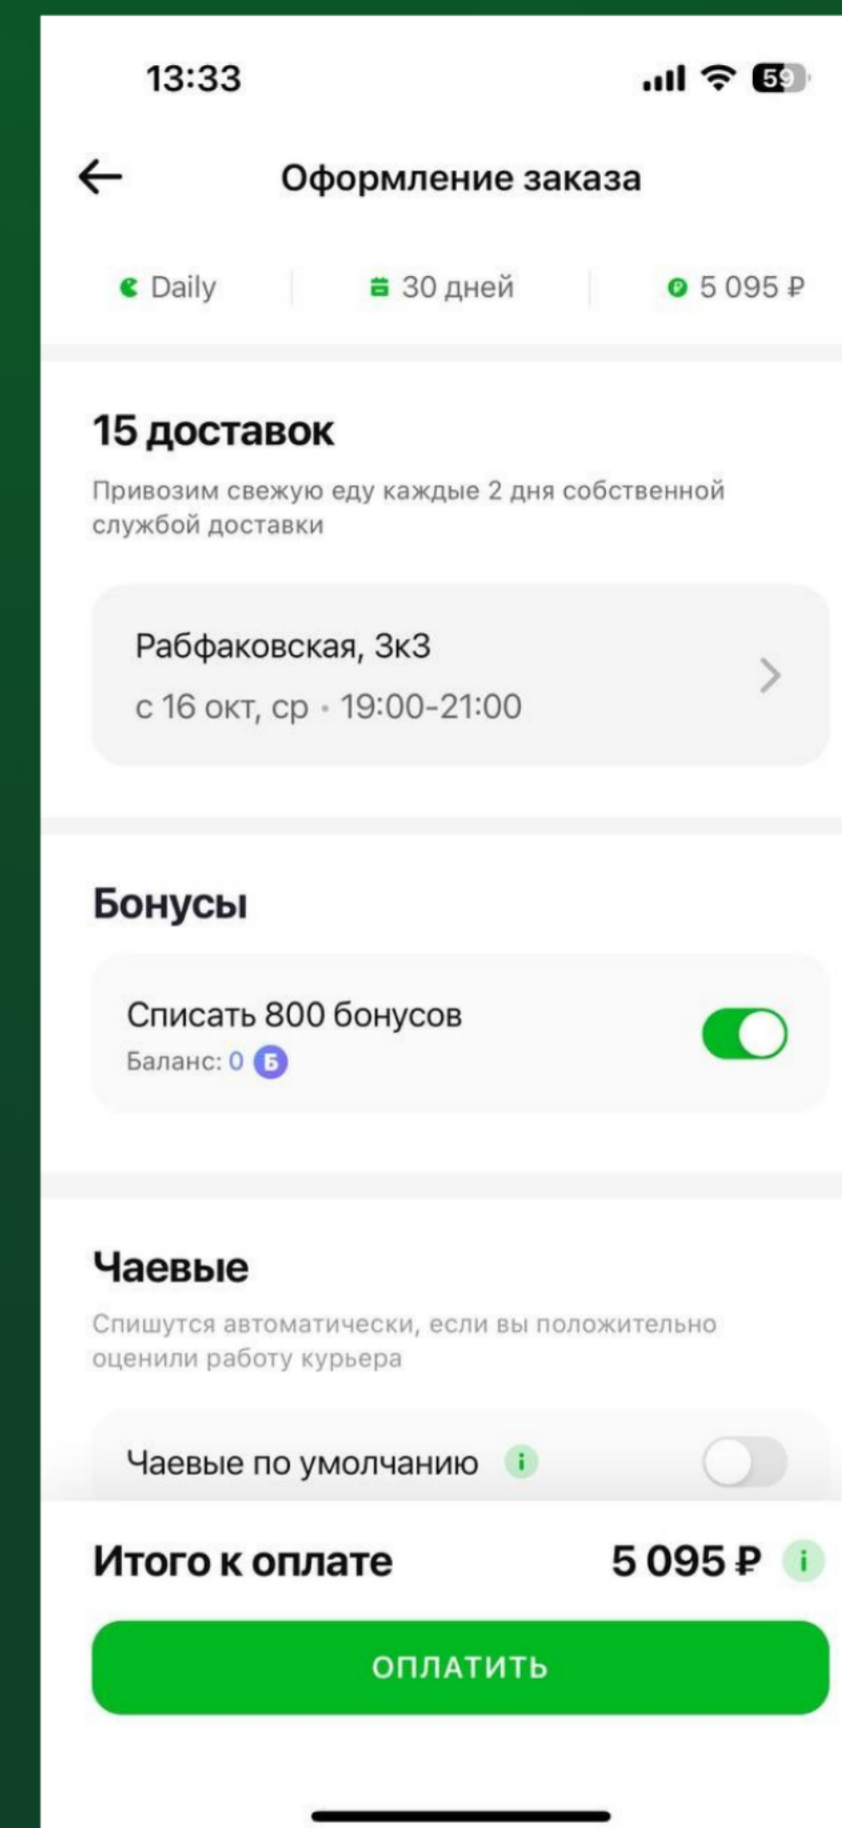 13:33
59
Оформление заказа
Daily
30 дней
5 095 ₽
15 доставок
Привозим свежую еду каждые 2 дня собственной
службой доставки
Рабфаковская, 3к3
с 16 окт, ср · 19:00-21:00
Бонусы
Списать 800 бонусов
Баланс: 0 Б
Чаевые
Спишутся автоматически, если вы положительно
оценили работу курьера
Чаевые по умолчанию i
Итого к оплате 5 095 ₽ i
ОПЛАТИТЬ